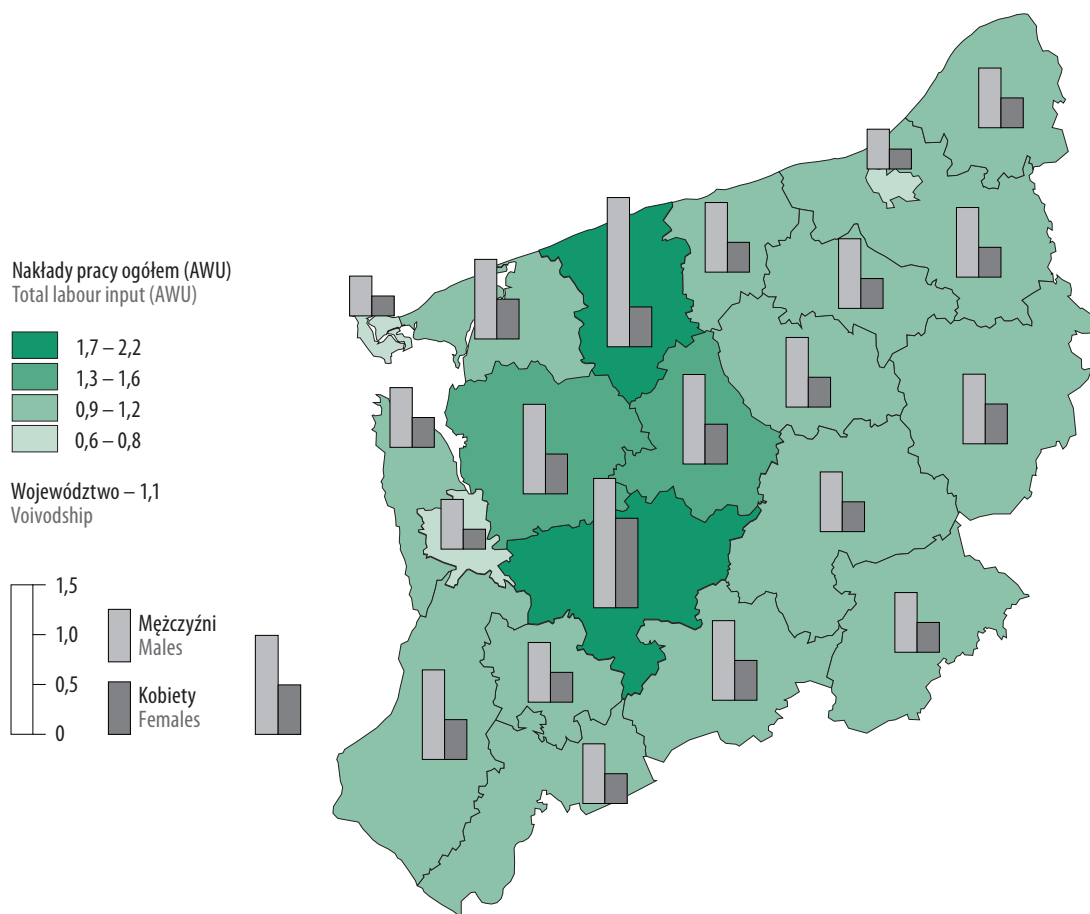 Nakłady pracy ogółem (AWU)
Total labour input (AWU)
1,7 – 2,2
1,3 – 1,6
0,9 – 1,2
0,6 – 0,8
Województwo – 1,1
Voivodship
1,5
1,0
0,5
0
Mężczyźni
Males
Kobiety
Females